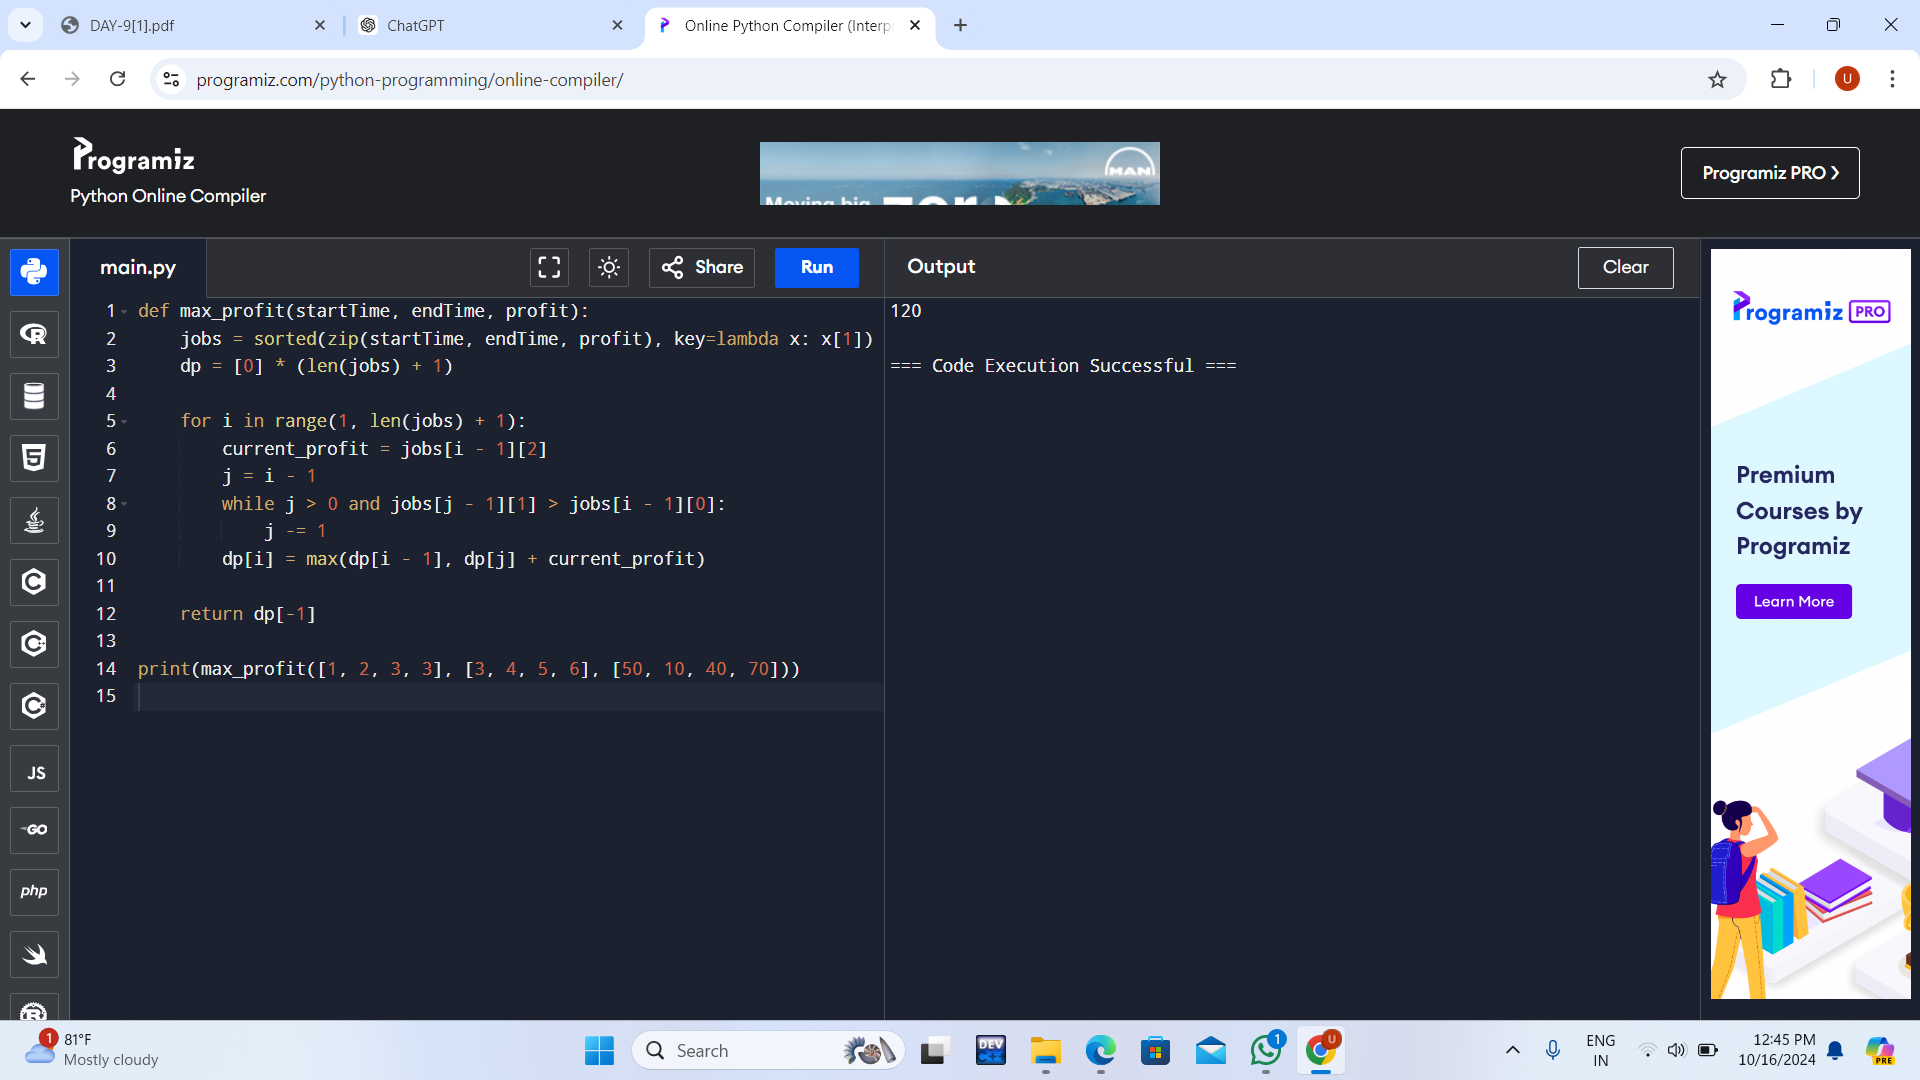 DAY-9[1].pdf
ChatGPT
Online Python Compiler (Interp
programiz.com/python-programming/online-compiler/
U
Programiz
Python Online Compiler
MAN
Programiz PRO ❯
main.py
Share
Run
Output
Clear
1 def max_profit(startTime, endTime, profit):
2 jobs = sorted(zip(startTime, endTime, profit), key=lambda x: x[1])
3 dp = [0] * (len(jobs) + 1)
4
5 for i in range(1, len(jobs) + 1):
6 current_profit = jobs[i - 1][2]
7 j = i - 1
8 while j > 0 and jobs[j - 1][1] > jobs[i - 1][0]:
9 j -= 1
10 dp[i] = max(dp[i - 1], dp[j] + current_profit)
11
12 return dp[-1]
13
14 print(max_profit([1, 2, 3, 3], [3, 4, 5, 6], [50, 10, 40, 70]))
15
120
=== Code Execution Successful ===
Programiz PRO
Premium
Courses by
Programiz
Learn More
JS
GO
php
1
81°F
Mostly cloudy
Search
DEV
C++
1
U
ENG
IN
12:45 PM
10/16/2024
PRE